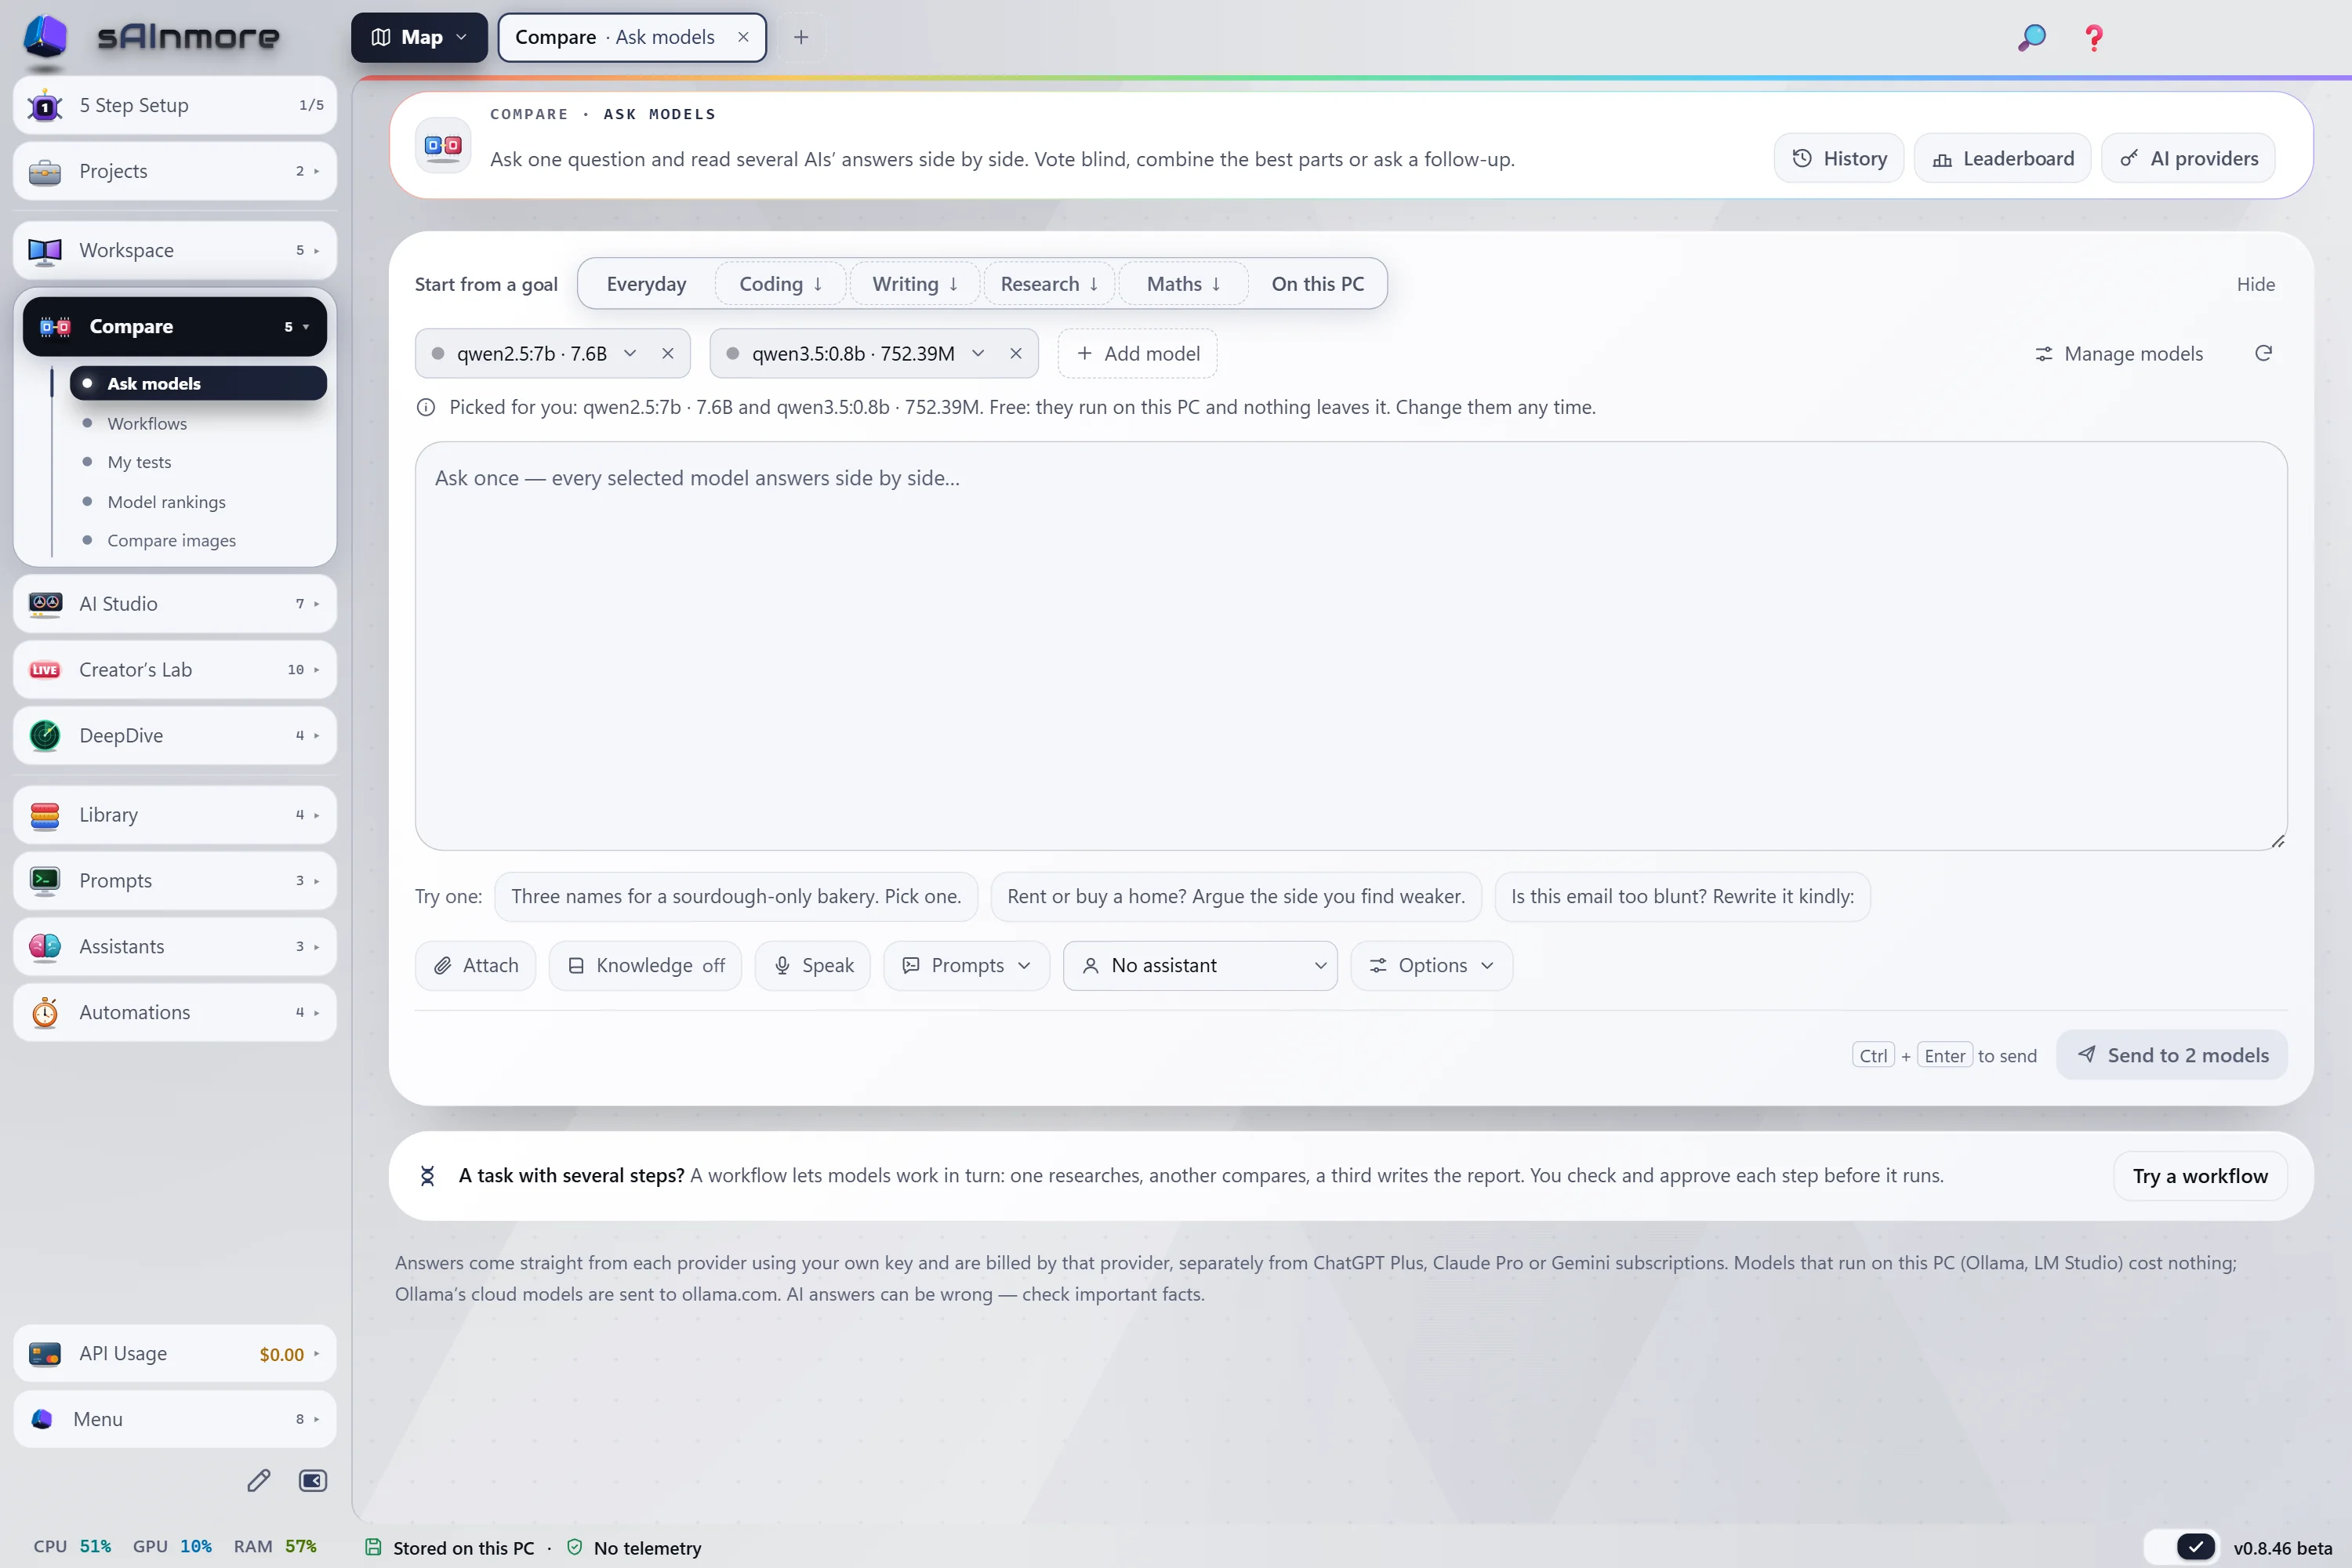 sAInmore
Map
Compare · Ask models
5 Step Setup 1/5
Projects 2
Workspace 5
Compare 5
Ask models
Workflows
My tests
Model rankings
Compare images
AI Studio 7
LIVE Creator’s Lab 10
DeepDive 4
Library 4
Prompts 3
Assistants 3
Automations 4
API Usage $0.00
Menu 8
CPU 51% GPU 10% RAM 57%
COMPARE · ASK MODELS
Ask one question and read several AIs’ answers side by side. Vote blind, combine the best parts or ask a follow-up.
History
Leaderboard
AI providers
Start from a goal
Everyday
Coding ↓
Writing ↓
Research ↓
Maths ↓
On this PC
Hide
qwen2.5:7b · 7.6B
qwen3.5:0.8b · 752.39M
+ Add model
Manage models
Picked for you: qwen2.5:7b · 7.6B and qwen3.5:0.8b · 752.39M. Free: they run on this PC and nothing leaves it. Change them any time.
Ask once — every selected model answers side by side...
Try one:
Three names for a sourdough-only bakery. Pick one.
Rent or buy a home? Argue the side you find weaker.
Is this email too blunt? Rewrite it kindly:
Attach
Knowledge off
Speak
Prompts
No assistant
Options
Ctrl + Enter to send
Send to 2 models
A task with several steps? A workflow lets models work in turn: one researches, another compares, a third writes the report. You check and approve each step before it runs.
Try a workflow
Answers come straight from each provider using your own key and are billed by that provider, separately from ChatGPT Plus, Claude Pro or Gemini subscriptions. Models that run on this PC (Ollama, LM Studio) cost nothing;
Ollama’s cloud models are sent to ollama.com. AI answers can be wrong — check important facts.
Stored on this PC · No telemetry
v0.8.46 beta